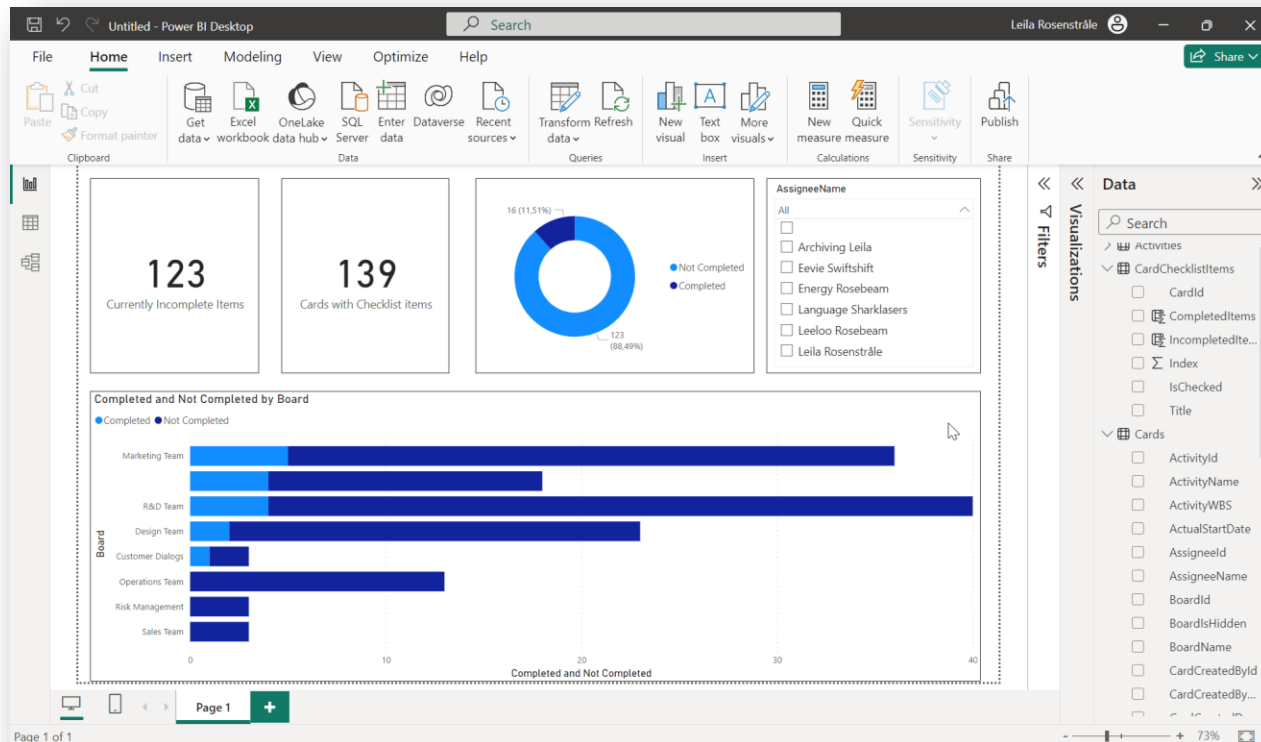 Untitled - Power BI Desktop
Search
Leila Rosenstråle
File Home Insert Modeling View Optimize Help
Share
Paste
Cut
Copy
Format painter
Get data
Excel workbook
OneLake data hub
SQL Server
Enter data
Dataverse
Recent sources
Transform data
Refresh
New visual
Text box
More visuals
New measure
Quick measure
Sensitivity
Publish
Clipboard
Data
Queries
Insert
Calculations
Sensitivity
Share
123
Currently Incomplete Items
139
Cards with Checklist items
16 (11,51%)
Not Completed
Completed
123
(88,49%)
AssigneeName
All
Archiving Leila
Eevie Swiftshift
Energy Rosebeam
Language Sharklasers
Leeloo Rosebeam
Leila Rosenstråle
Completed and Not Completed by Board
Completed Not Completed
Board
Marketing Team
R&D Team
Design Team
Customer Dialogs
Operations Team
Risk Management
Sales Team
0 10 20 30 40
Completed and Not Completed
Filters
Visualizations
Data
Search
Activities
CardChecklistItems
CardId
CompletedItems
IncompletedIte...
Index
IsChecked
Title
Cards
ActivityId
ActivityName
ActivityWBS
ActualStartDate
AssigneeId
AssigneeName
BoardId
BoardIsHidden
BoardName
CardCreatedById
CardCreatedBy...
Page 1
Page 1 of 1
- + 73%